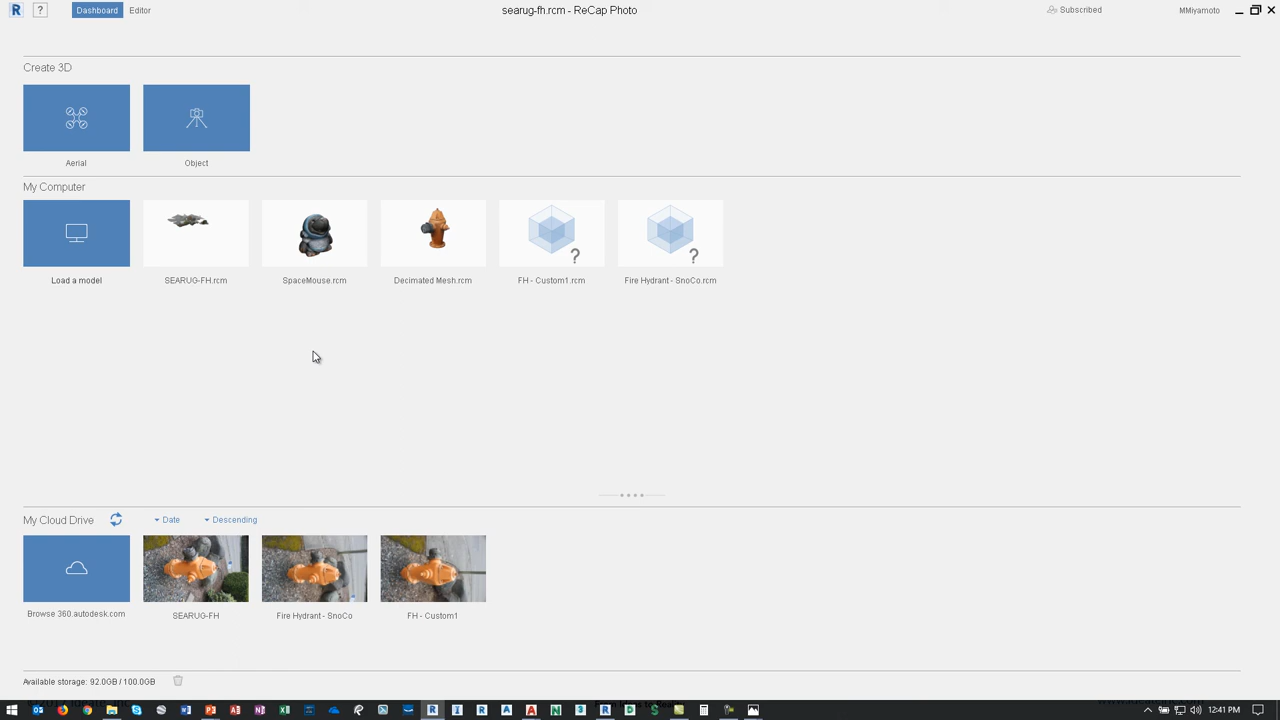 R ? Dashboard Editor searug-fh.rcm - ReCap Photo Subscribed MMiyamoto
Create 3D
Aerial Object
My Computer
Load a model SEARUG-FH.rcm SpaceMouse.rcm Decimated Mesh.rcm FH - Custom1.rcm Fire Hydrant - SnoCo.rcm
My Cloud Drive Date Descending
Browse 360.autodesk.com SEARUG-FH Fire Hydrant - SnoCo FH - Custom1
Available storage: 92.0GB / 100.0GB
12:41 PM